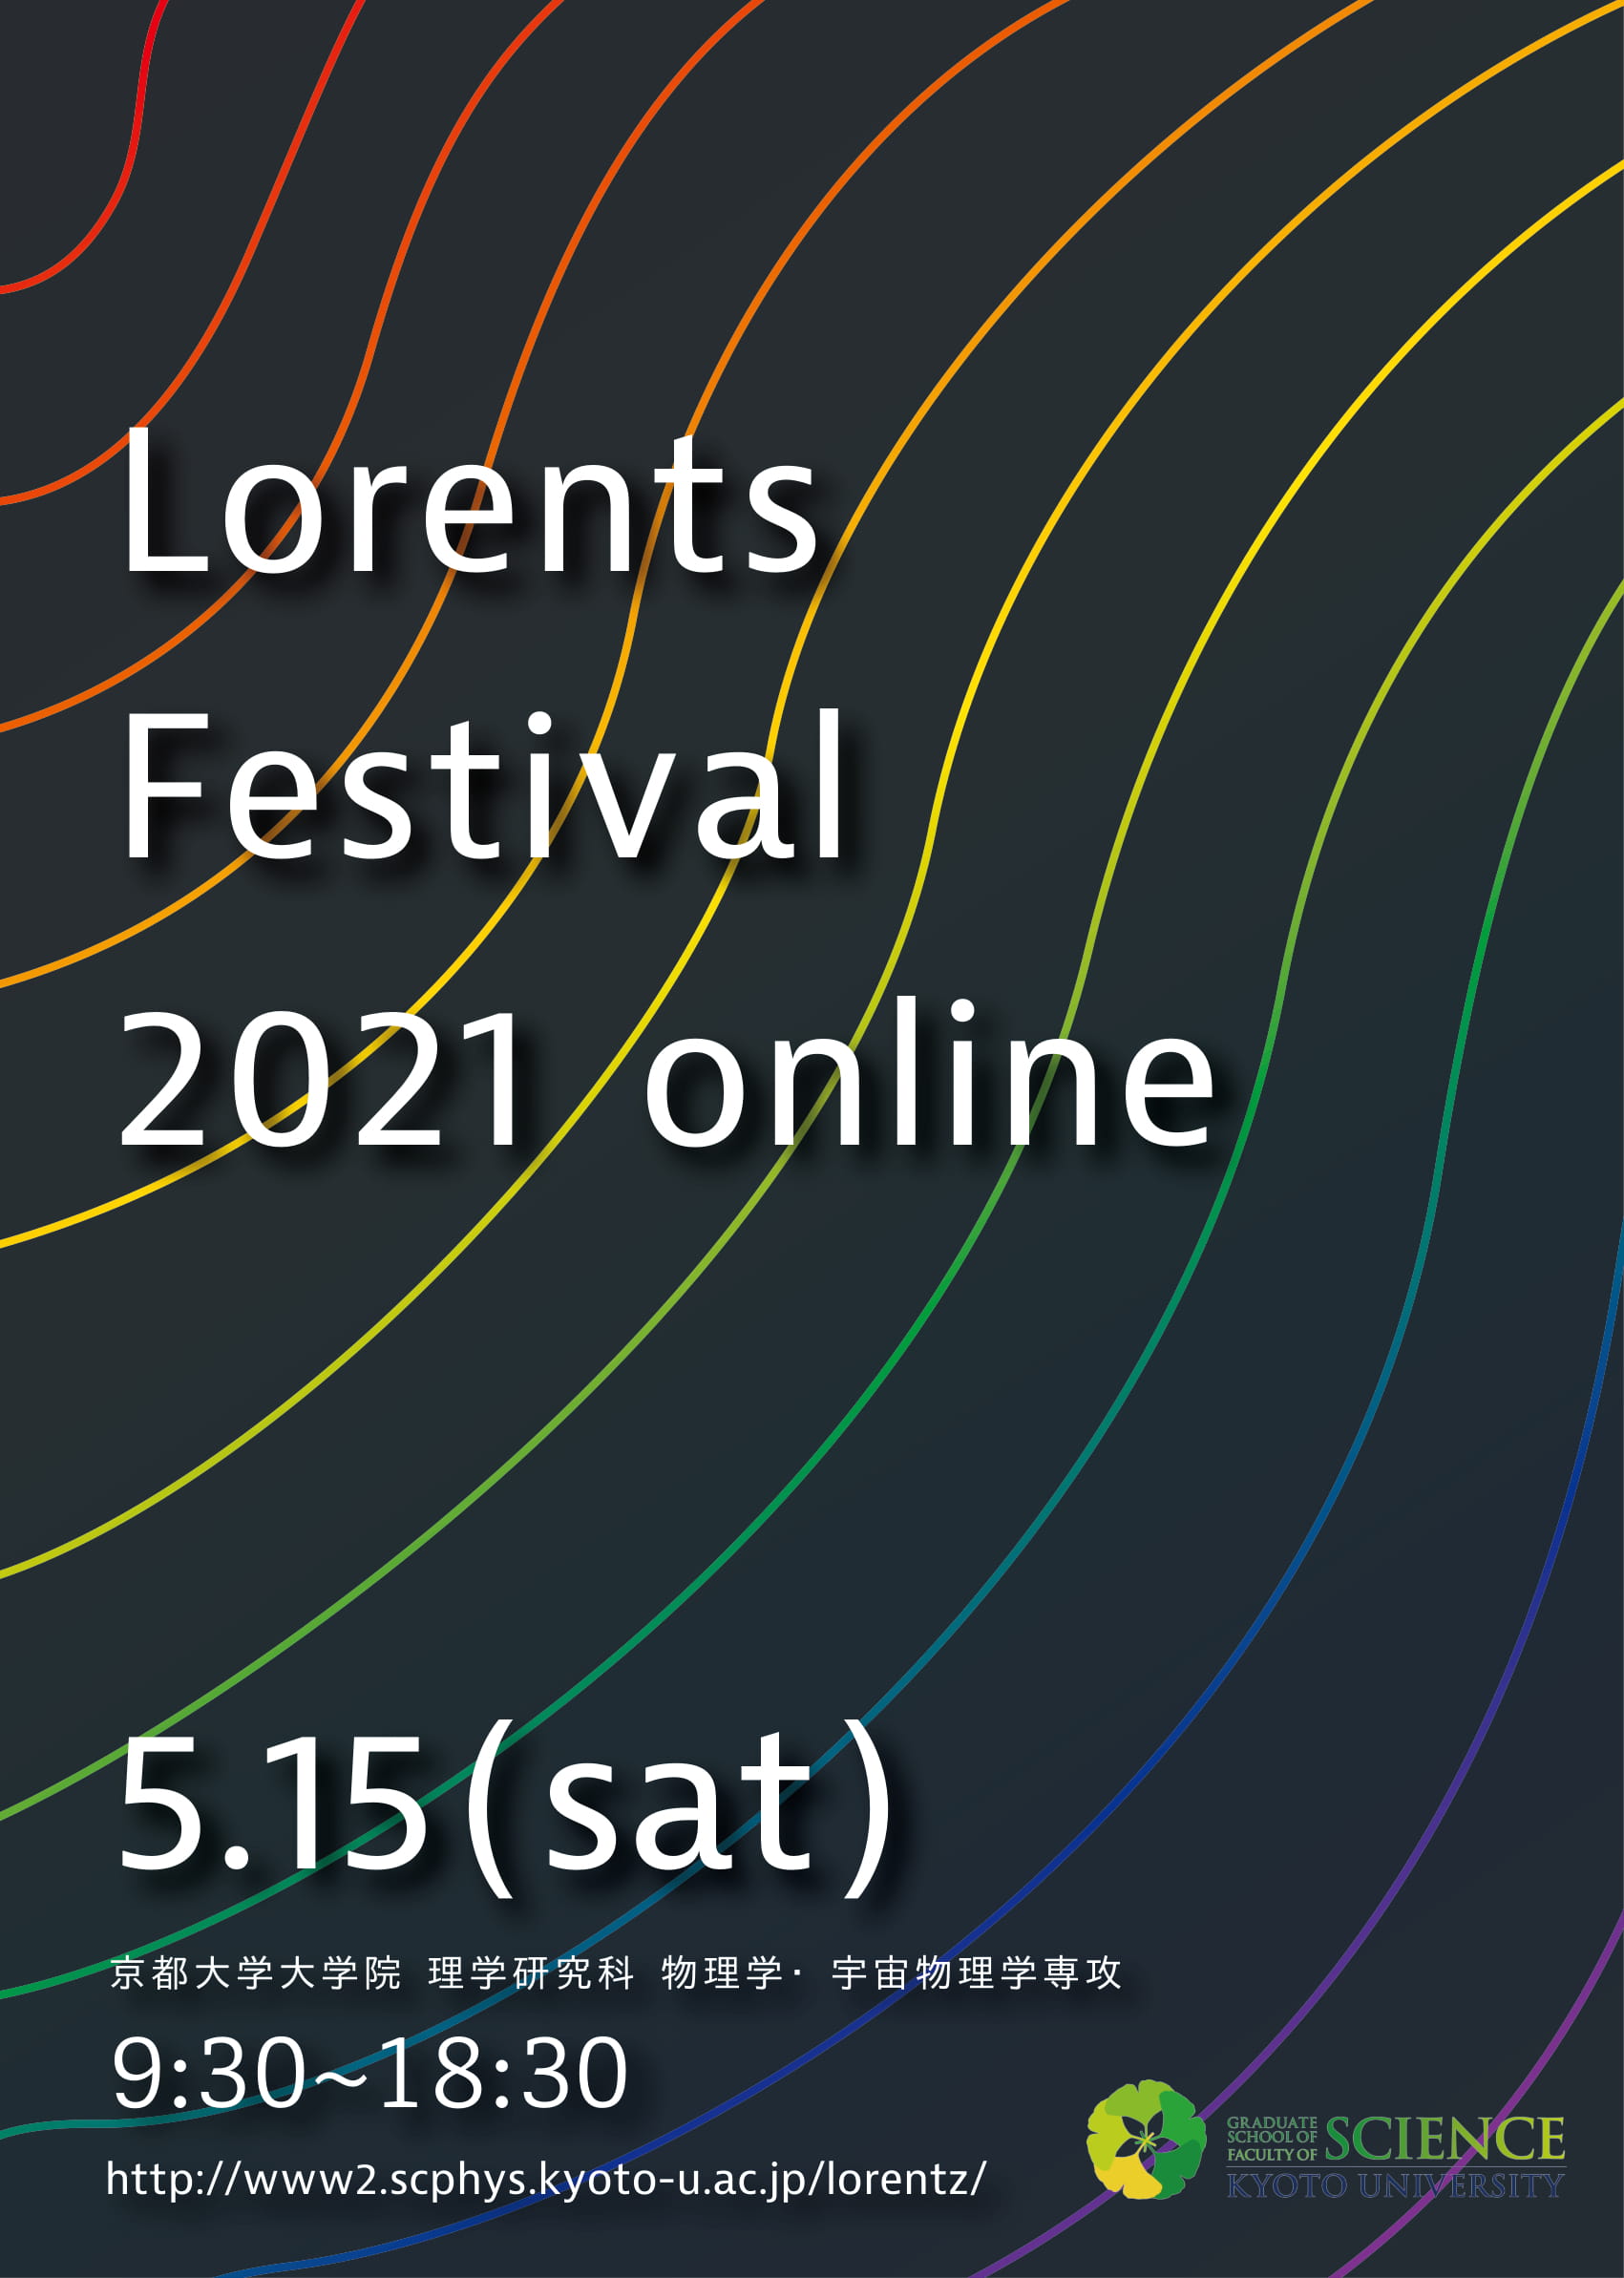 Lorents
Festival
2021 online
5.15(sat)
京都大学大学院 理学研究科 物理学・宇宙物理学専攻
9:30~18:30
http://www2.scphys.kyoto-u.ac.jp/lorentz/
GRADUATE
SCHOOL OF
FACULTY OF SCIENCE
KYOTO UNIVERSITY